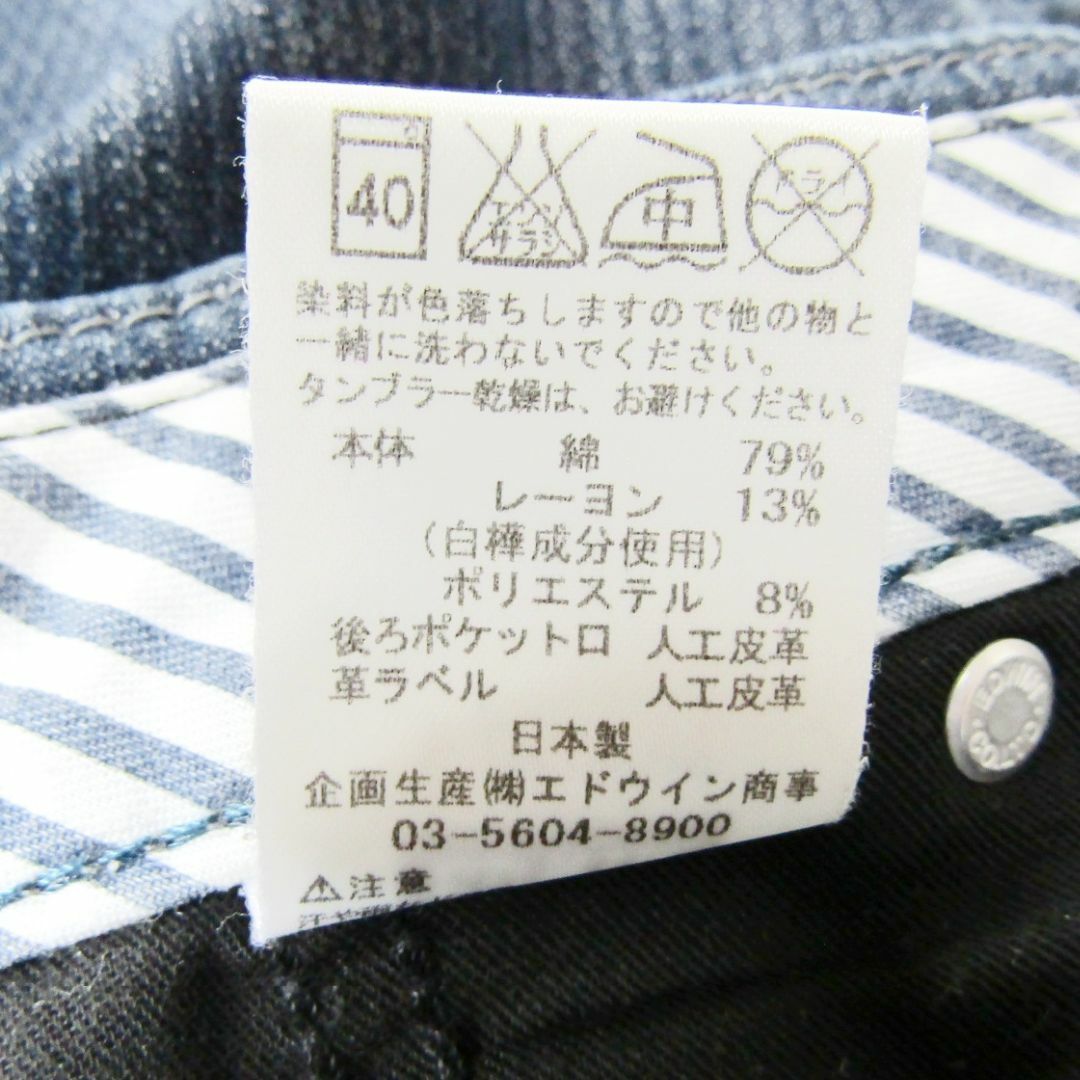 40 エンソ サラシ 中 ドライ
染料が色落ちしますので他の物と
一緒に洗わないでください。
タンブラー乾燥は、お避けください。
本体 綿 79%
レーヨン 13%
(白樺成分使用)
ポリエステル 8%
後ろポケット口 人工皮革
革ラベル 人工皮革
日本製
企画生産㈱エドウイン商事
03-5604-8900
⚠注意
EDWIN
CO.LTD